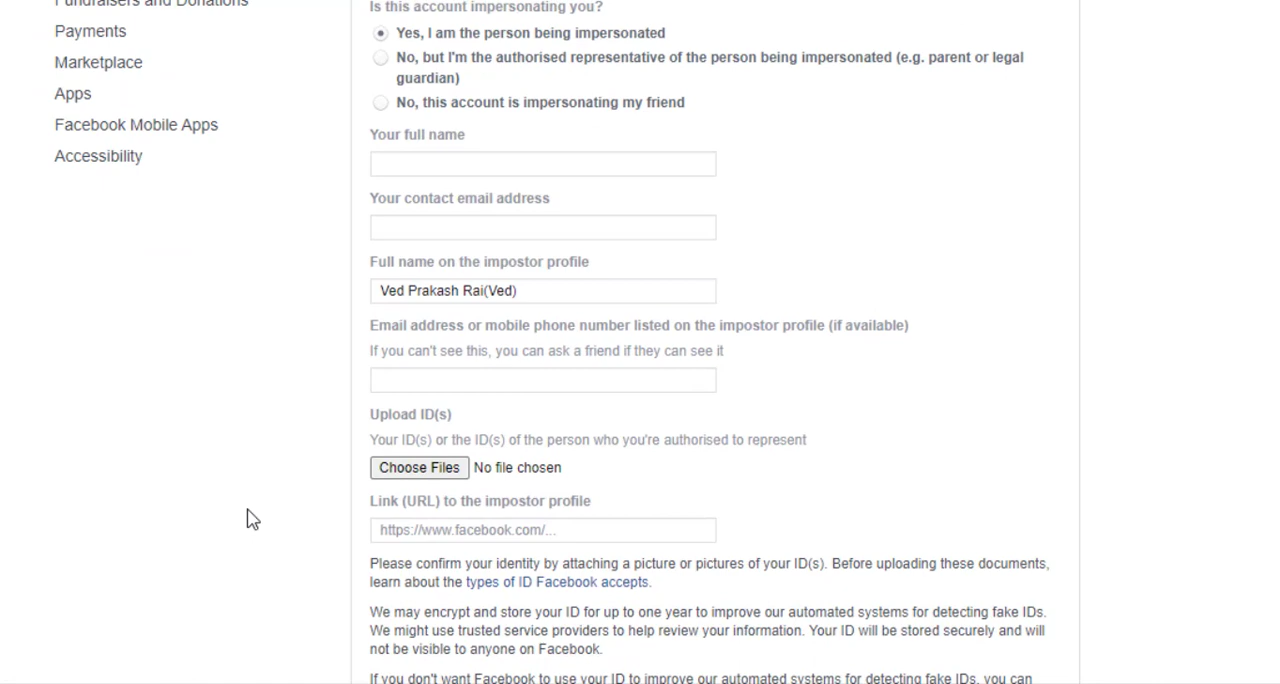 Fundraisers and Donations
Payments
Marketplace
Apps
Facebook Mobile Apps
Accessibility
Is this account impersonating you?
Yes, I am the person being impersonated
No, but I'm the authorised representative of the person being impersonated (e.g. parent or legal
guardian)
No, this account is impersonating my friend
Your full name
Your contact email address
Full name on the impostor profile
Ved Prakash Rai(Ved)
Email address or mobile phone number listed on the impostor profile (if available)
If you can't see this, you can ask a friend if they can see it
Upload ID(s)
Your ID(s) or the ID(s) of the person who you're authorised to represent
Choose Files No file chosen
Link (URL) to the impostor profile
https://www.facebook.com/...
Please confirm your identity by attaching a picture or pictures of your ID(s). Before uploading these documents,
learn about the types of ID Facebook accepts.
We may encrypt and store your ID for up to one year to improve our automated systems for detecting fake IDs.
We might use trusted service providers to help review your information. Your ID will be stored securely and will
not be visible to anyone on Facebook.
If you don't want Facebook to use your ID to improve our automated systems for detecting fake IDs, you can